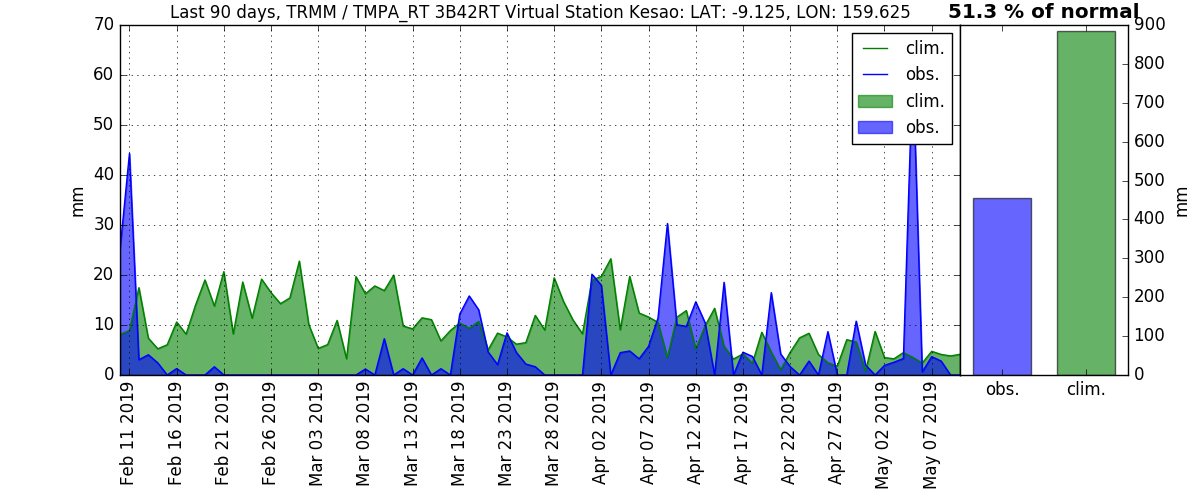 Last 90 days, TRMM / TMPA_RT 3B42RT Virtual Station Kesao: LAT: -9.125, LON: 159.625
51.3 % of normal
70
60
50
40
30
20
10
0
mm
clim.
obs.
clim.
obs.
900
800
700
600
500
400
300
200
100
0
mm
obs.
clim.
Feb 11 2019
Feb 16 2019
Feb 21 2019
Feb 26 2019
Mar 03 2019
Mar 08 2019
Mar 13 2019
Mar 18 2019
Mar 23 2019
Mar 28 2019
Apr 02 2019
Apr 07 2019
Apr 12 2019
Apr 17 2019
Apr 22 2019
Apr 27 2019
May 02 2019
May 07 2019